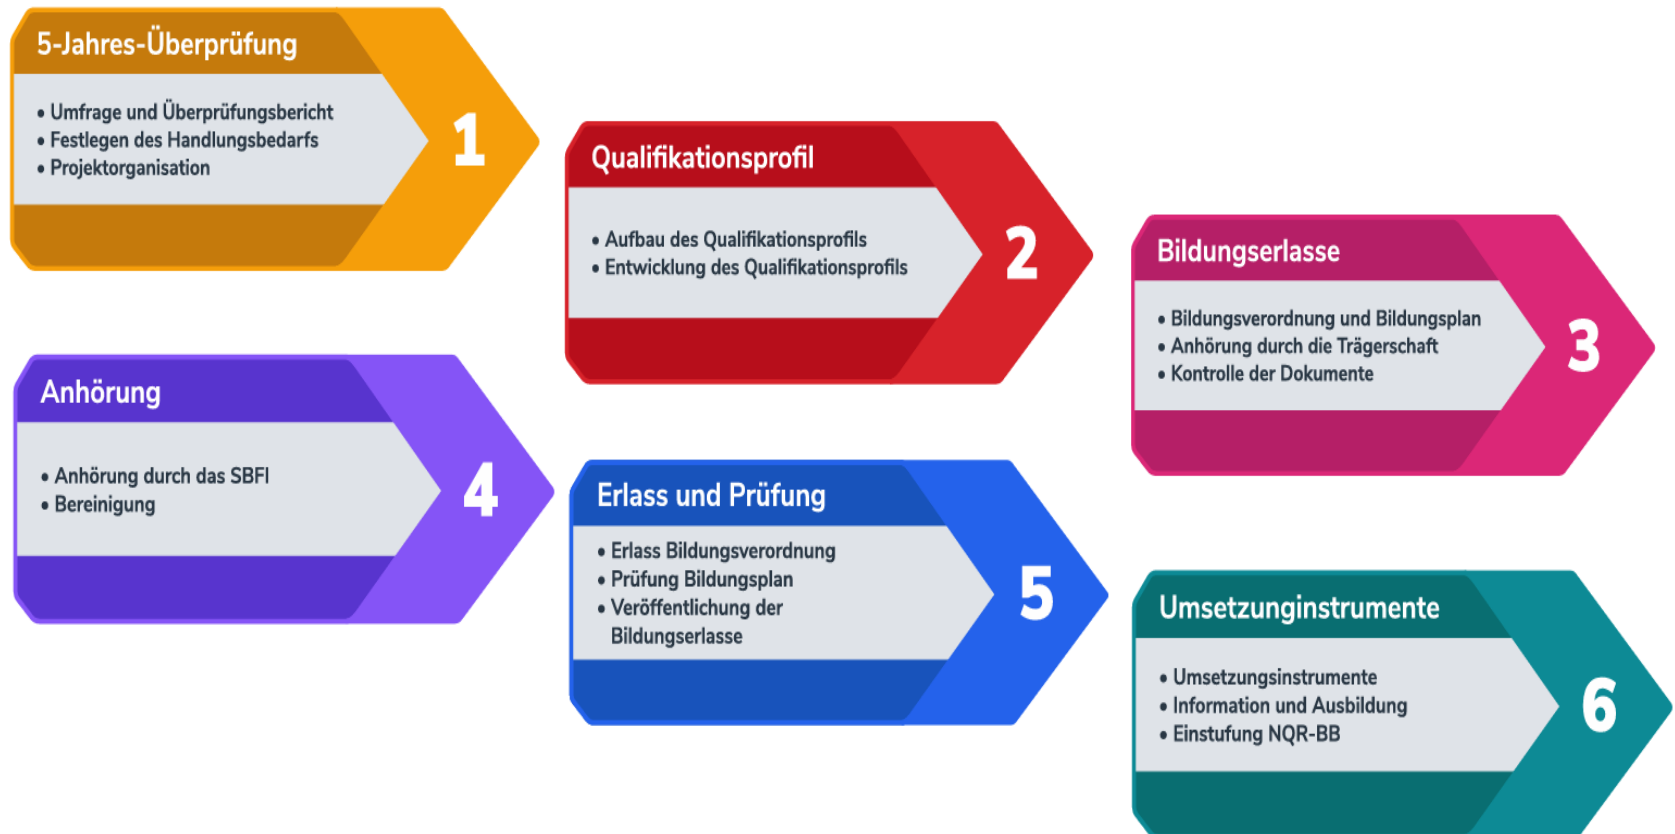 5-Jahres-Überprüfung
• Umfrage und Überprüfungsbericht
• Festlegen des Handlungsbedarfs
• Projektorganisation
1
Qualifikationsprofil
• Aufbau des Qualifikationsprofils
• Entwicklung des Qualifikationsprofils
2
Bildungserlasse
• Bildungsverordnung und Bildungsplan
• Anhörung durch die Trägerschaft
• Kontrolle der Dokumente
3
Anhörung
• Anhörung durch das SBFI
• Bereinigung
4
Erlass und Prüfung
• Erlass Bildungsverordnung
• Prüfung Bildungsplan
• Veröffentlichung der
Bildungserlasse
5
Umsetzunginstrumente
• Umsetzungsinstrumente
• Information und Ausbildung
• Einstufung NQR-BB
6